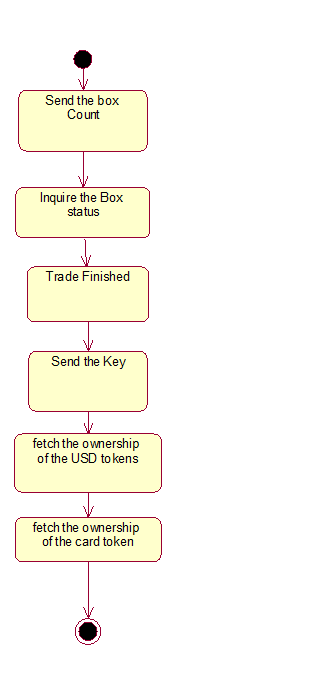 Send the box
Count
Inquire the Box
status
Trade Finished
Send the Key
fetch the ownership
of the USD tokens
fetch the ownership
of the card token